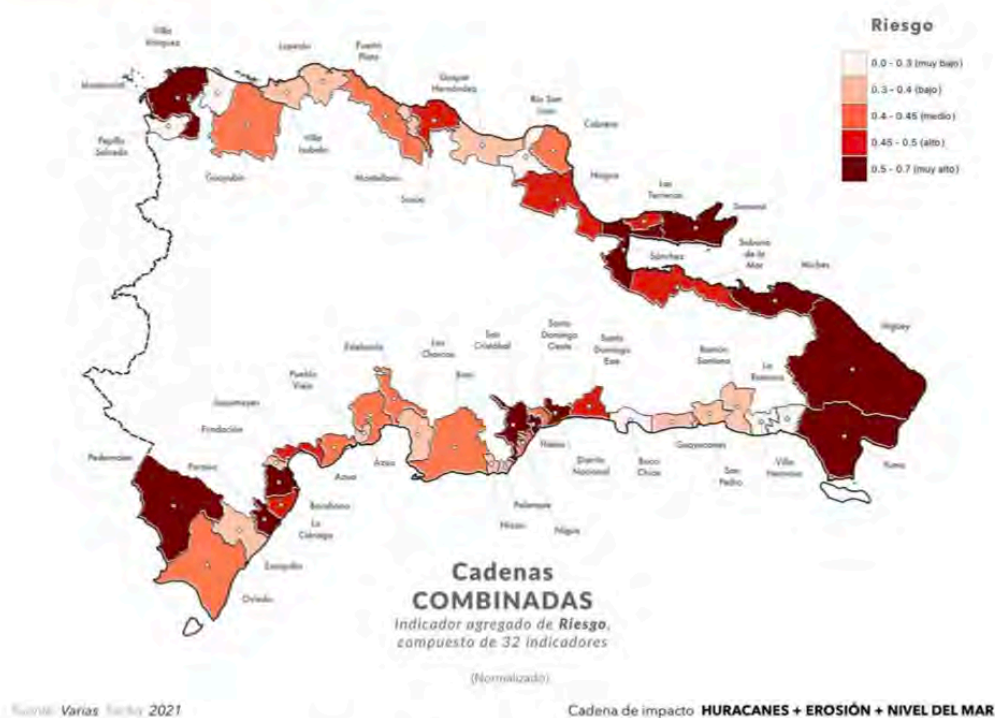 Riesgo
0.0 - 0.3 (muy bajo)
0.3 - 0.4 (bajo)
0.4 - 0.45 (medio)
0.45 - 0.5 (alto)
0.5 - 0.7 (muy alto)
Villa
Vásquez
Luperón
Puerto
Plata
Gaspar
Hernández
Río San
Juan
Cabrera
Pepillo
Salcedo
Guayubín
Villa
Isabela
Montellano
Sosúa
Nagua
Las
Terrenas
Samaná
Sánchez
Sabana
de la
Mar
Miches
Higüey
Estebanía
Las
Charcas
San
Cristóbal
Baní
Santo
Domingo
Oeste
Santo
Domingo
Este
Ramón
Santana
La
Romana
Pueblo
Viejo
Jaquimeyes
Fundación
Pedernales
Paraíso
Azua
Azua
Haina
Distrito
Nacional
Boca
Chica
Guayacanes
San
Pedro
Villa
Hermosa
Yuma
Barahona
La
Ciénaga
Enriquillo
Oviedo
Palenque
Nizao
Nigua
Cadenas
COMBINADAS
Indicador agregado de Riesgo,
compuesto de 32 indicadores
(Normalizado)
Fuente: Varias Fecha: 2021
Cadena de impacto HURACANES + EROSIÓN + NIVEL DEL MAR